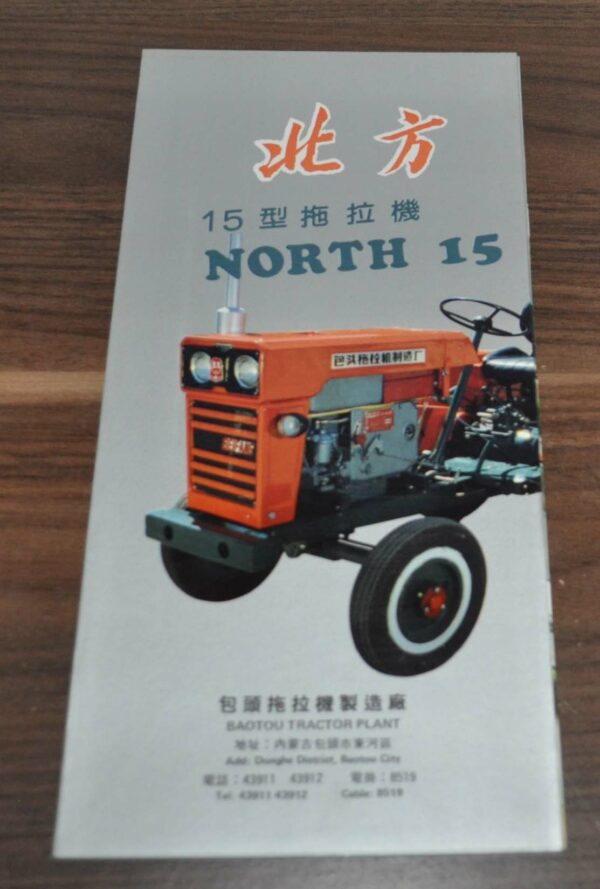 北方
15型拖拉機
NORTH 15
包头拖拉机制造厂
包頭拖拉機製造廠
BAOTOU TRACTOR PLANT
地址：內蒙古包頭市東河區
Add: Donghe District, Baotou City
電話：43911 43912 電掛：8519
Tel: 43911 43912 Cable: 8519